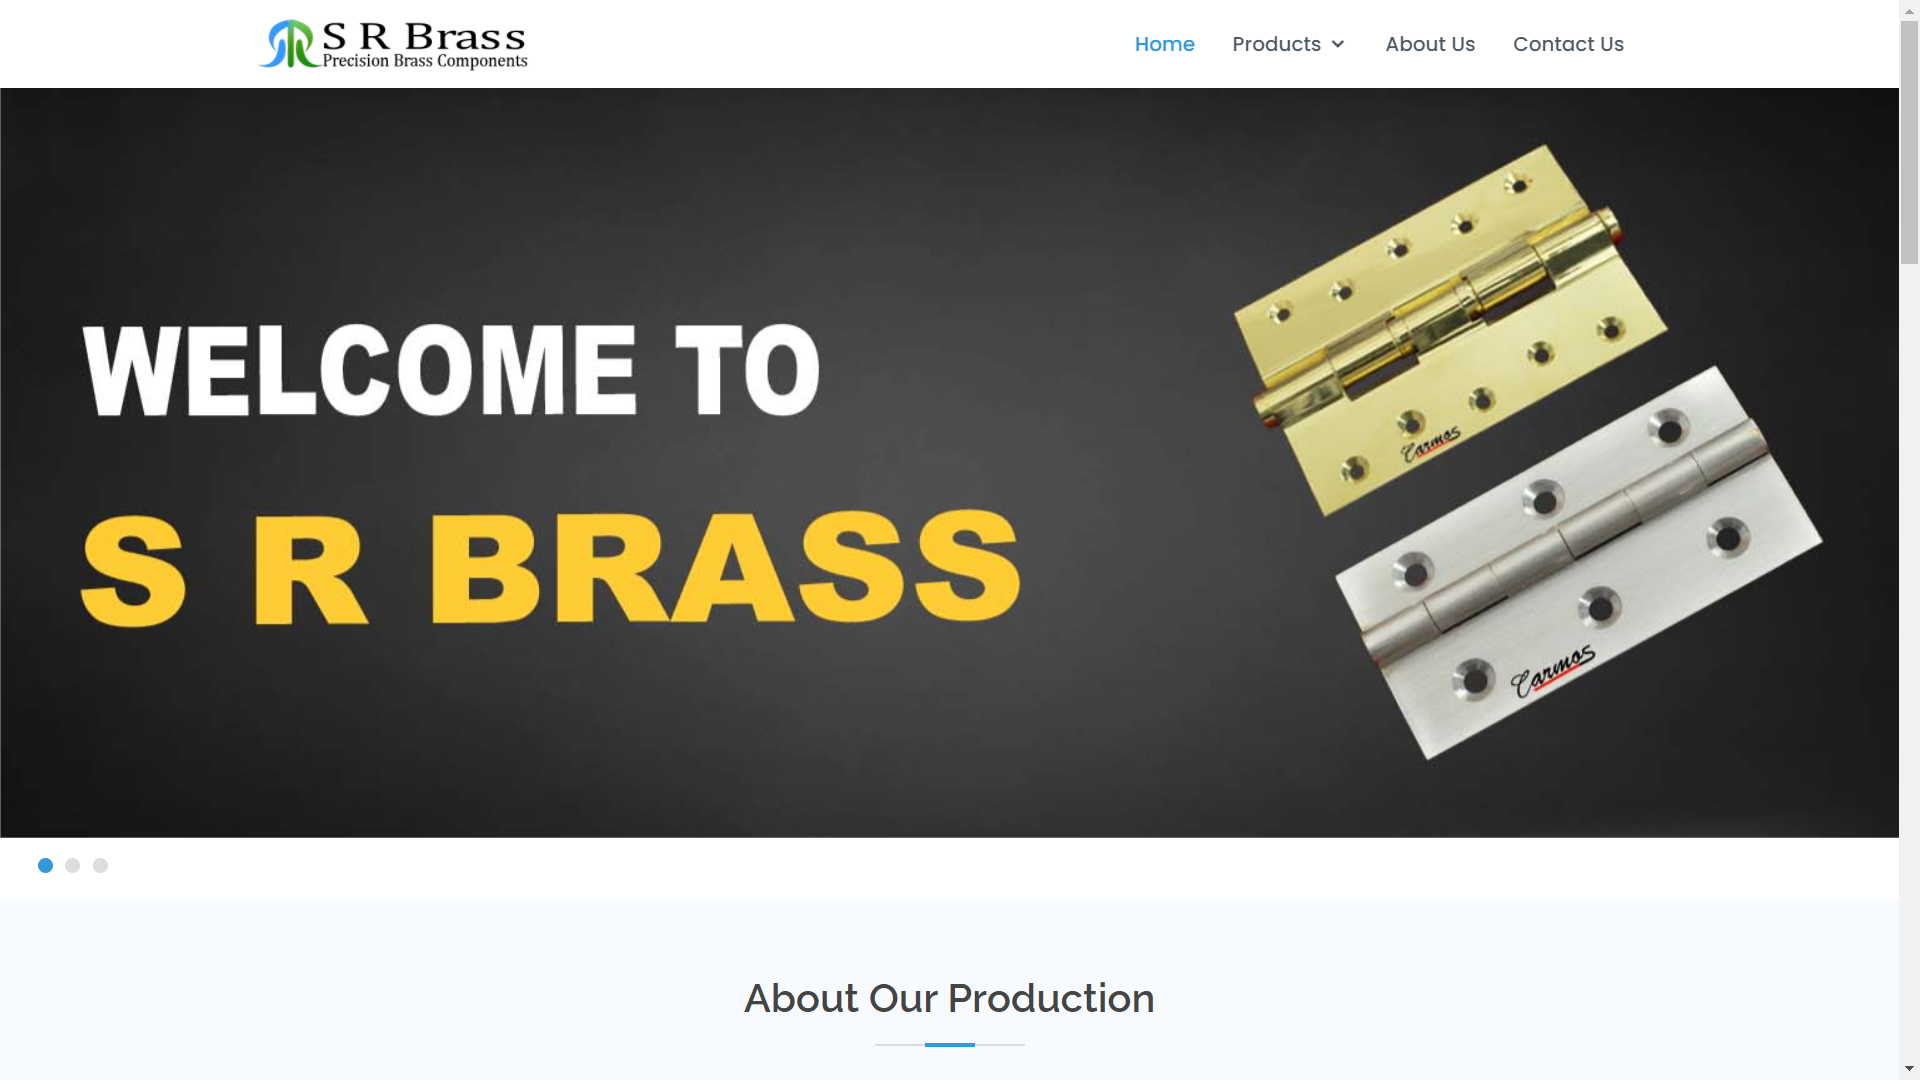 S R Brass
Precision Brass Components
Home
Products
About Us
Contact Us
WELCOME TO
S R BRASS
Carmos
Carmos
About Our Production